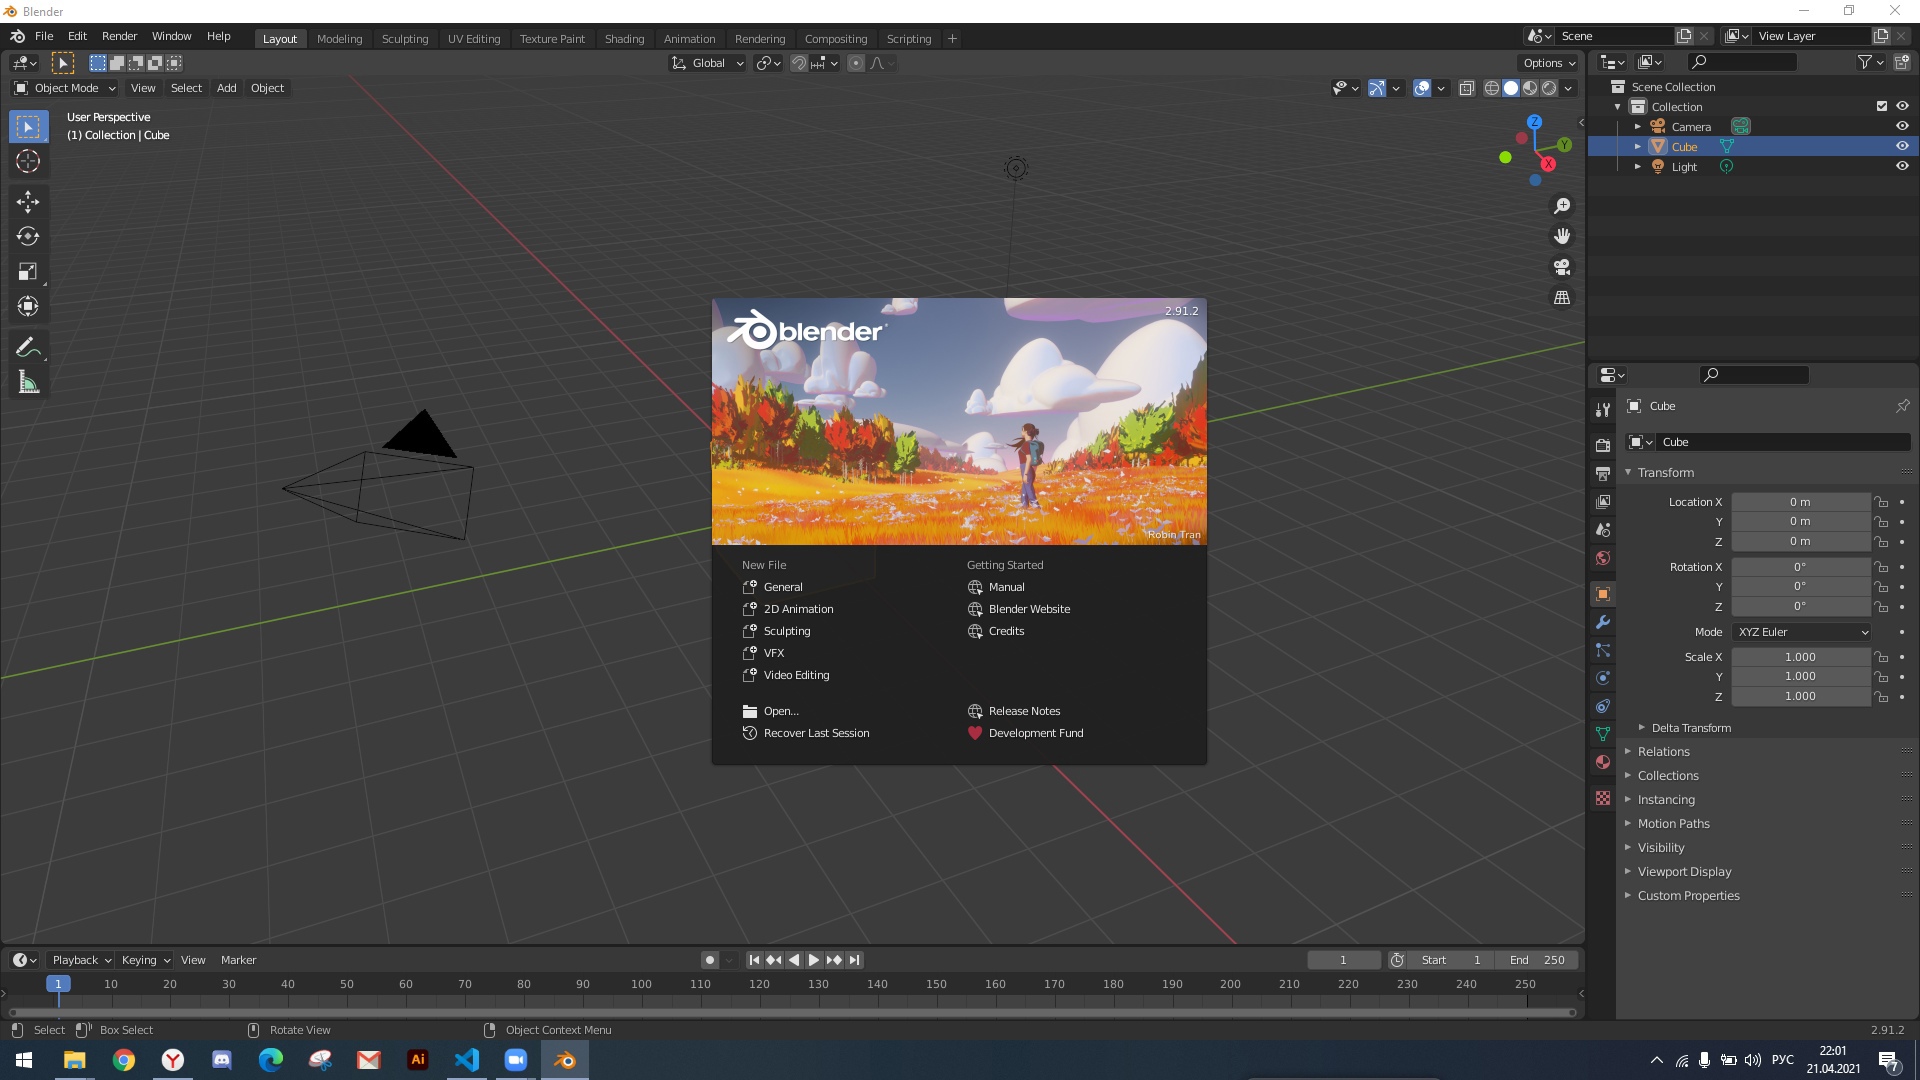 Blender
File Edit Render Window Help Layout Modeling Sculpting UV Editing Texture Paint Shading Animation Rendering Compositing Scripting + Scene View Layer
Global Options
Object Mode View Select Add Object
User Perspective
(1) Collection | Cube
Z
Y
X
Scene Collection
Collection
Camera
Cube
Light
blender
2.91.2
Robin Tran
New File
General
2D Animation
Sculpting
VFX
Video Editing
Open...
Recover Last Session
Getting Started
Manual
Blender Website
Credits
Release Notes
Development Fund
Cube
Cube
Transform
Location X 0 m
Y 0 m
Z 0 m
Rotation X 0°
Y 0°
Z 0°
Mode XYZ Euler
Scale X 1.000
Y 1.000
Z 1.000
Delta Transform
Relations
Collections
Instancing
Motion Paths
Visibility
Viewport Display
Custom Properties
Playback Keying View Marker 1 Start 1 End 250
1 10 20 30 40 50 60 70 80 90 100 110 120 130 140 150 160 170 180 190 200 210 220 230 240 250
Select Box Select Rotate View Object Context Menu 2.91.2
Ai
РУС
22:01
21.04.2021
7